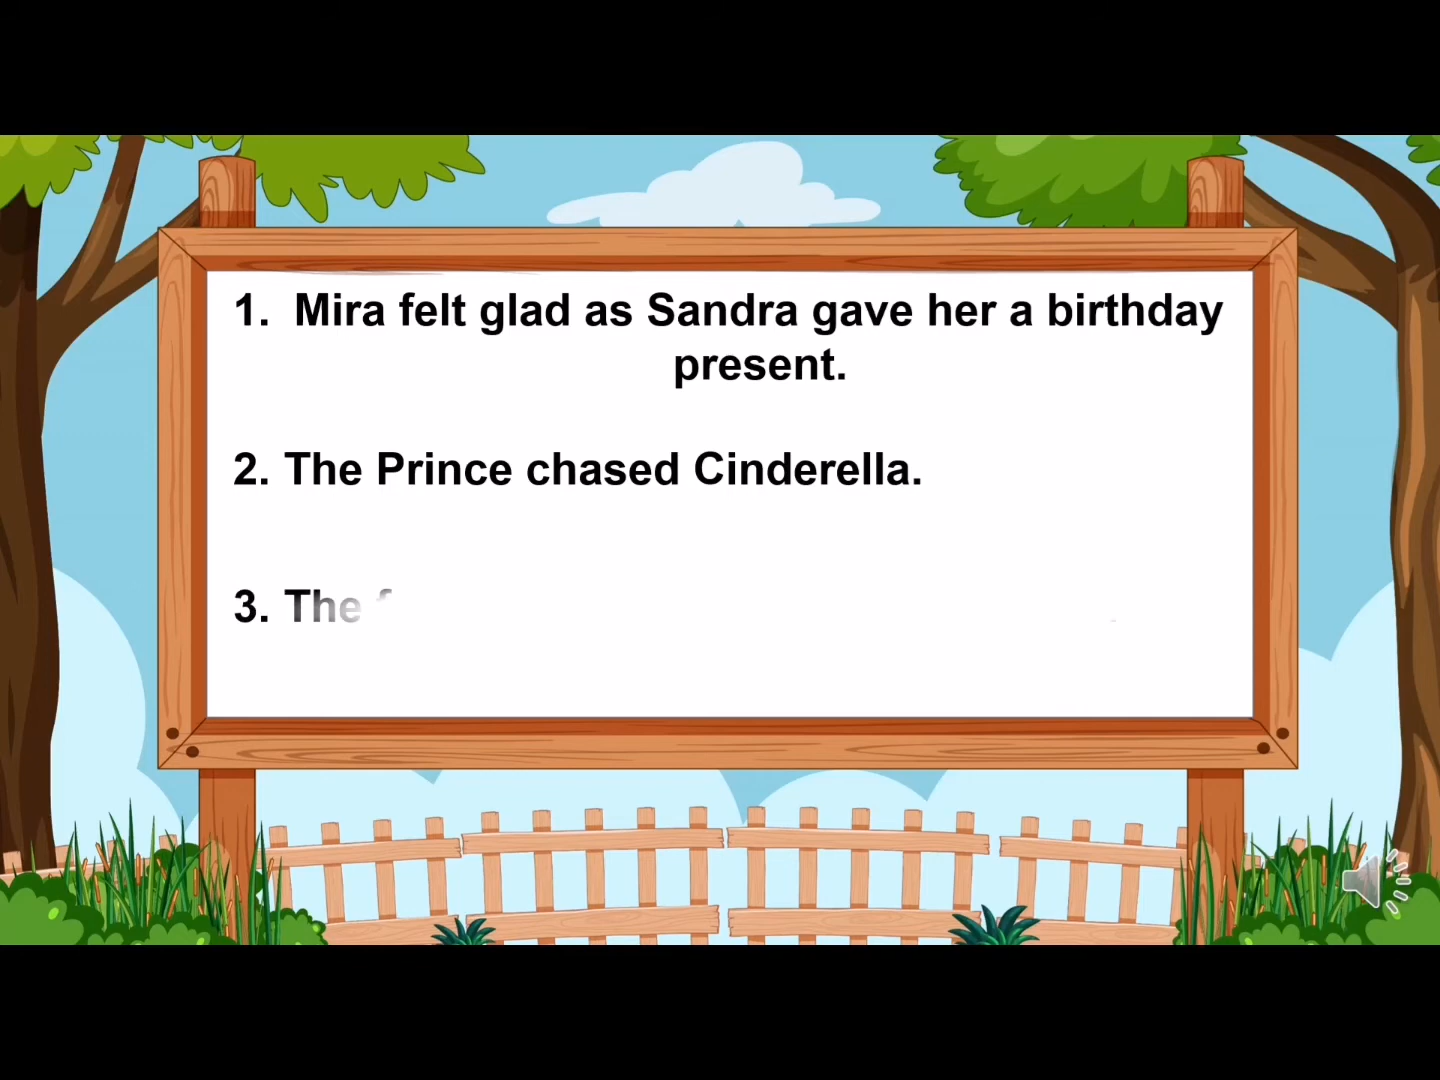 1. Mira felt glad as Sandra gave her a birthday
present.
2. The Prince chased Cinderella.
3. The